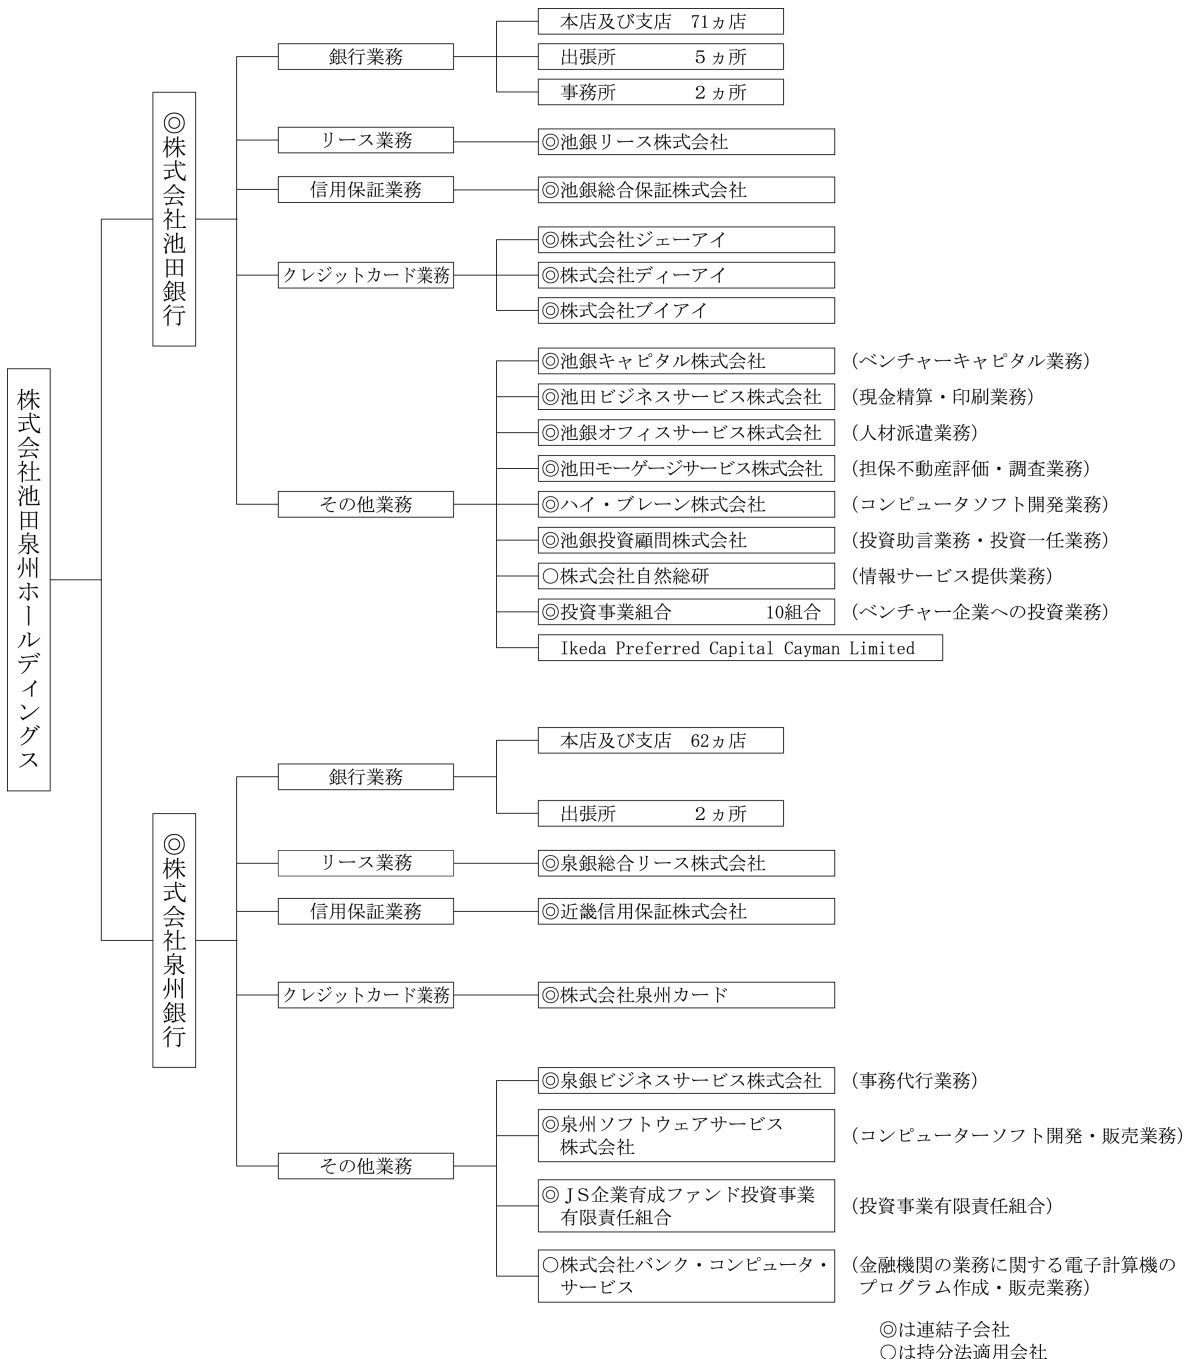 株式会社池田泉州ホールディングス
◎株式会社池田銀行
銀行業務
本店及び支店 71ヵ店
出張所 5ヵ所
事務所 2ヵ所
リース業務
◎池銀リース株式会社
信用保証業務
◎池銀総合保証株式会社
クレジットカード業務
◎株式会社ジェーアイ
◎株式会社ディーアイ
◎株式会社ブイアイ
その他業務
◎池銀キャピタル株式会社 (ベンチャーキャピタル業務)
◎池田ビジネスサービス株式会社 (現金精算・印刷業務)
◎池銀オフィスサービス株式会社 (人材派遣業務)
◎池田モーゲージサービス株式会社 (担保不動産評価・調査業務)
◎ハイ・ブレーン株式会社 (コンピュータソフト開発業務)
◎池銀投資顧問株式会社 (投資助言業務・投資一任業務)
○株式会社自然総研 (情報サービス提供業務)
◎投資事業組合 10組合 (ベンチャー企業への投資業務)
Ikeda Preferred Capital Cayman Limited
◎株式会社泉州銀行
銀行業務
本店及び支店 62ヵ店
出張所 2ヵ所
リース業務
◎泉銀総合リース株式会社
信用保証業務
◎近畿信用保証株式会社
クレジットカード業務
◎株式会社泉州カード
その他業務
◎泉銀ビジネスサービス株式会社 (事務代行業務)
◎泉州ソフトウェアサービス
株式会社
(コンピューターソフト開発・販売業務)
◎JS企業育成ファンド投資事業
有限責任組合
(投資事業有限責任組合)
○株式会社バンク・コンピュータ・
サービス
(金融機関の業務に関する電子計算機の
プログラム作成・販売業務)
◎は連結子会社
○は持分法適用会社